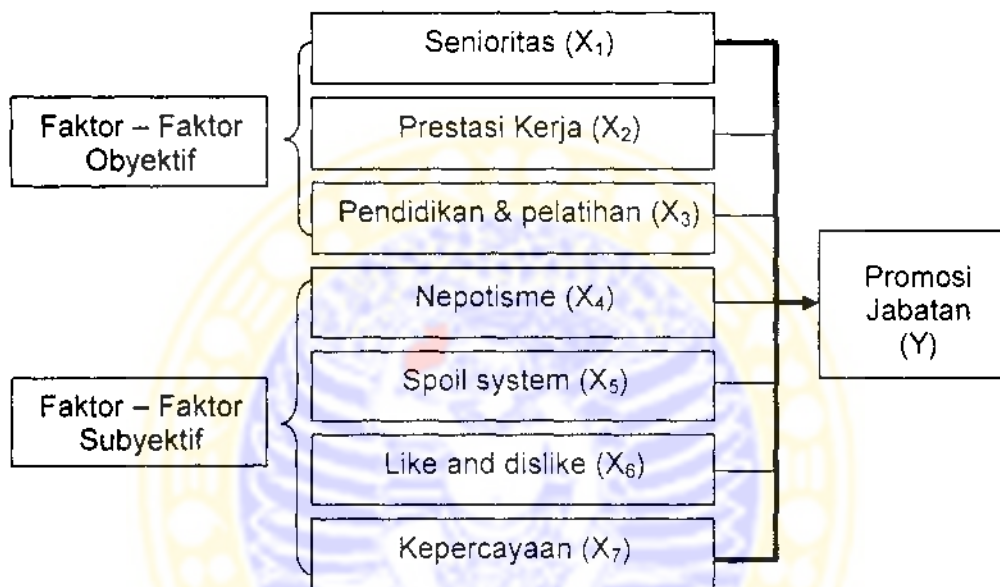 Senioritas (X₁)
Faktor – Faktor
Obyektif
Prestasi Kerja (X₂)
Pendidikan & pelatihan (X₃)
Nepotisme (X₄)
Promosi
Jabatan
(Y)
Spoil system (X₅)
Faktor – Faktor
Subyektif
Like and dislike (X₆)
Kepercayaan (X₇)